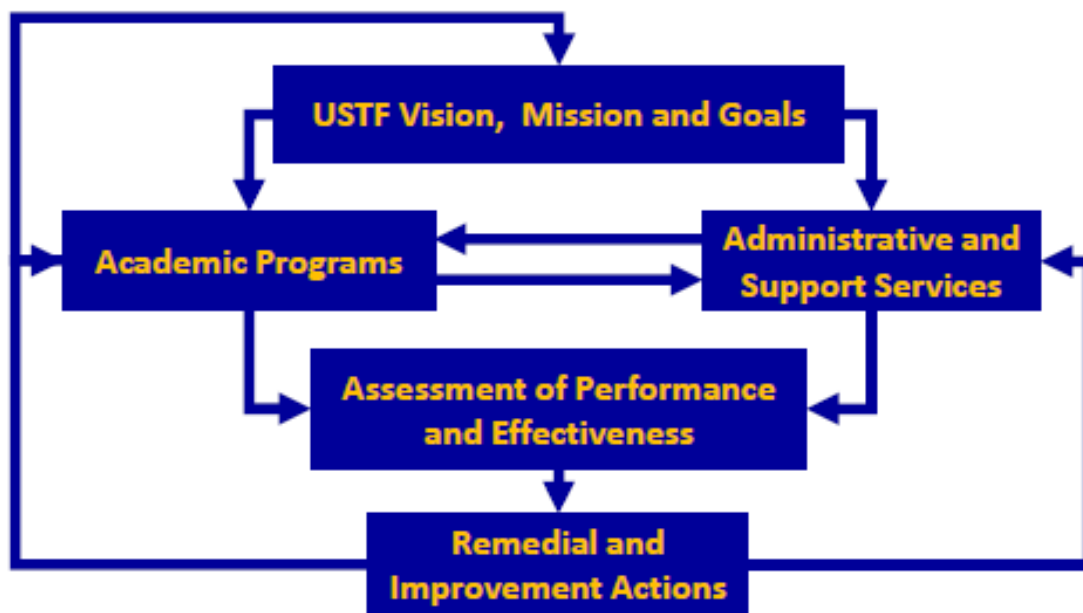 USTF Vision, Mission and Goals
Academic Programs
Administrative and
Support Services
Assessment of Performance
and Effectiveness
Remedial and
Improvement Actions